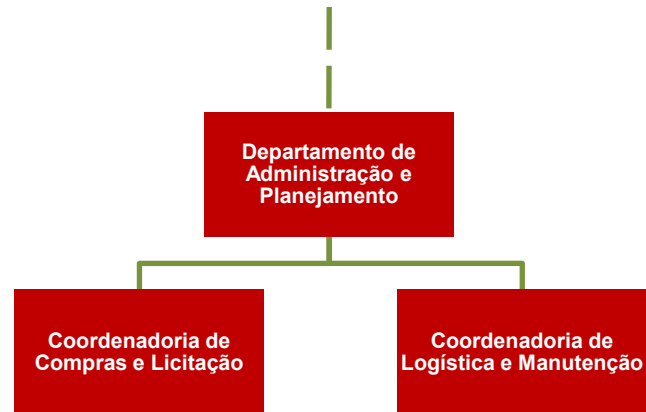 Departamento de
Administração e
Planejamento
Coordenadoria de
Compras e Licitação
Coordenadoria de
Logística e Manutenção